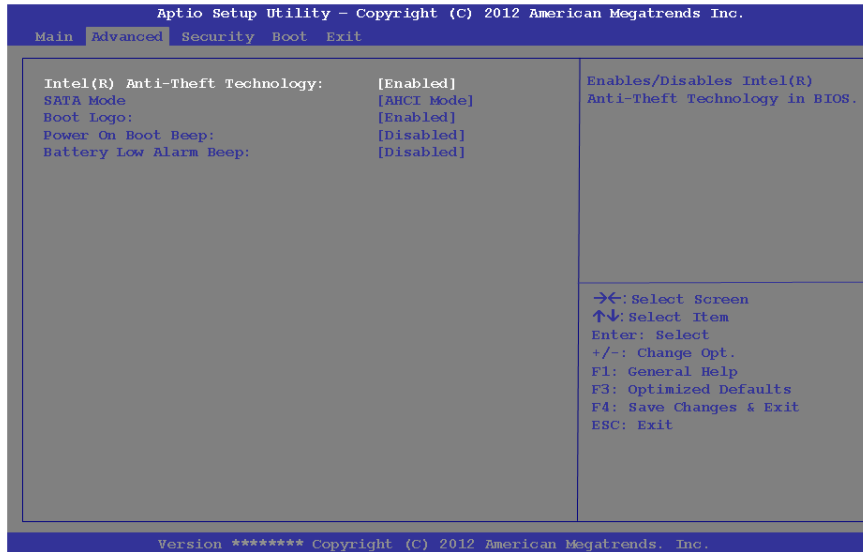 Aptio Setup Utility – Copyright (C) 2012 American Megatrends Inc.
Main Advanced Security Boot Exit
Intel(R) Anti-Theft Technology: [Enabled]
SATA Mode [AHCI Mode]
Boot Logo: [Enabled]
Power On Boot Beep: [Disabled]
Battery Low Alarm Beep: [Disabled]
Enables/Disables Intel(R)
Anti-Theft Technology in BIOS.
→←: Select Screen
↑↓: Select Item
Enter: Select
+/-: Change Opt.
F1: General Help
F3: Optimized Defaults
F4: Save Changes & Exit
ESC: Exit
Version ******** Copyright (C) 2012 American Megatrends. Inc.